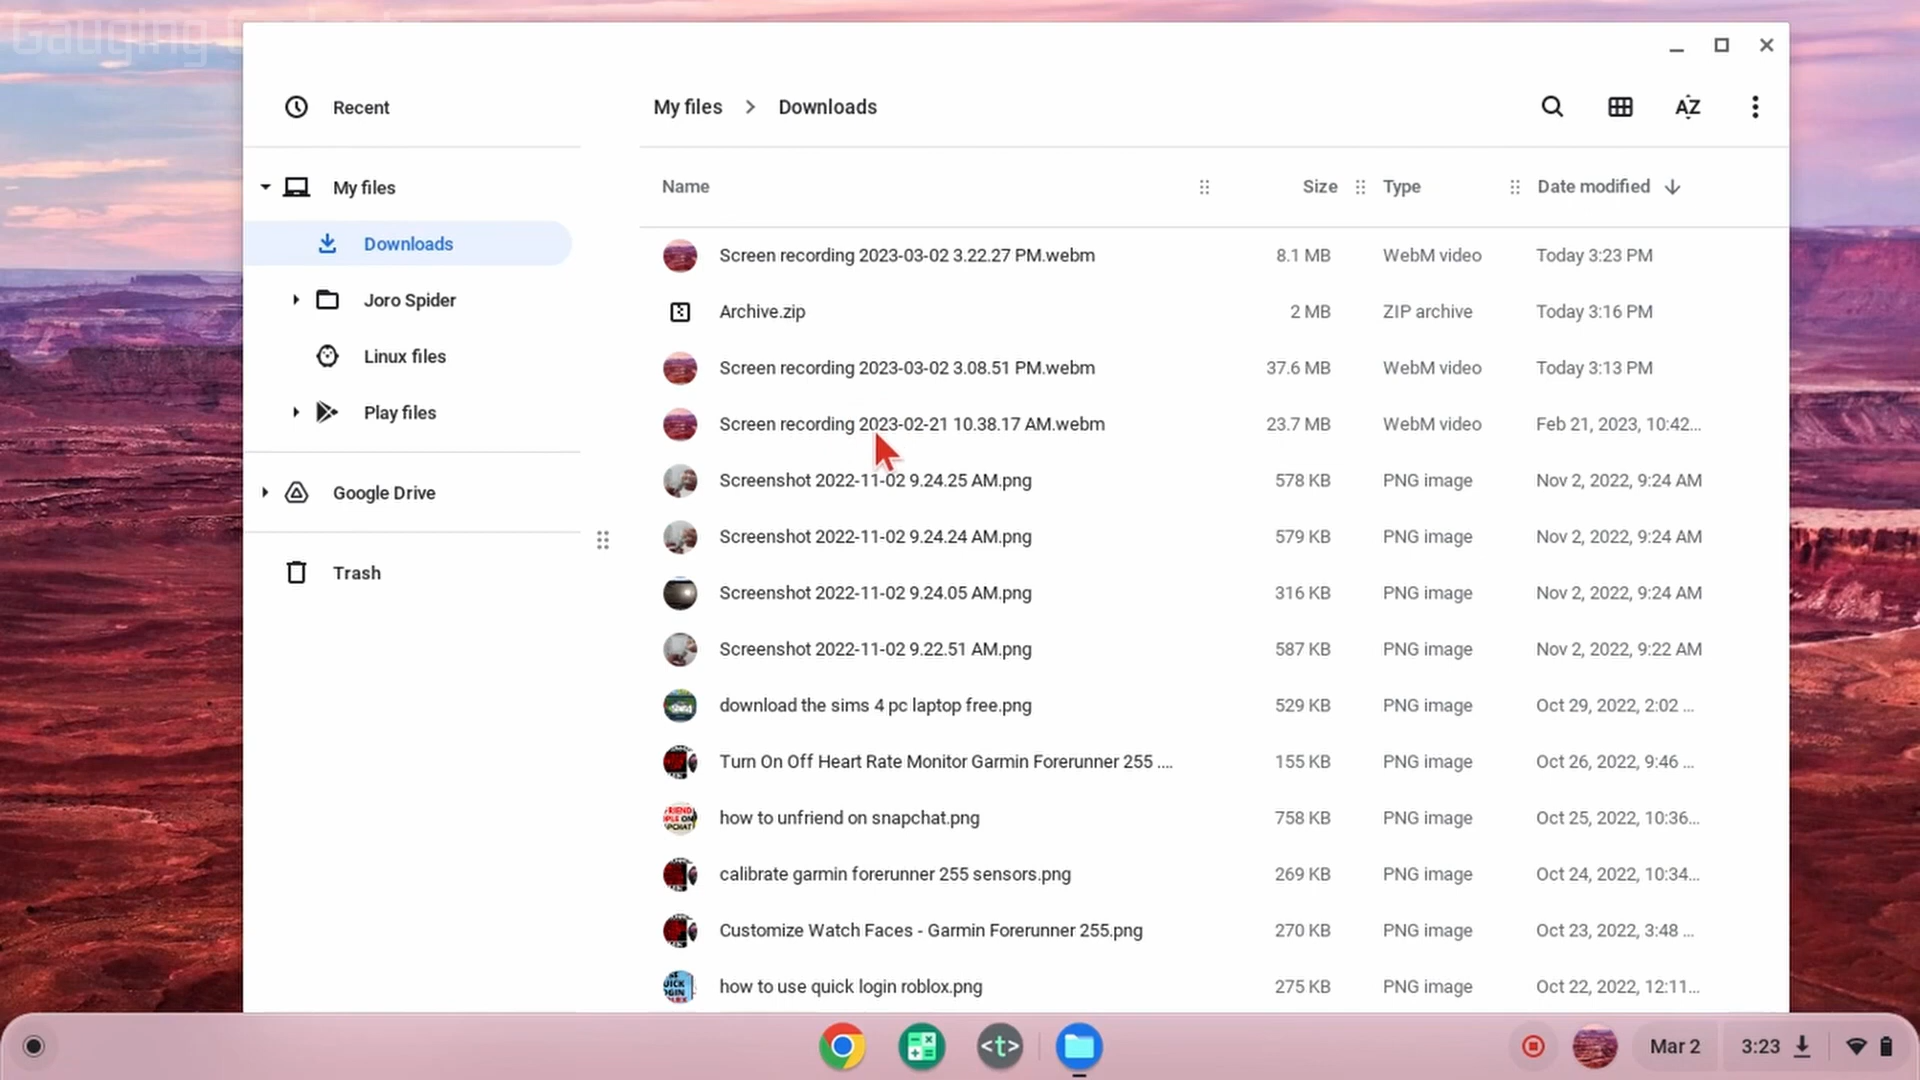 Gauging
Recent
My files
Downloads
Joro Spider
Linux files
Play files
Google Drive
Trash
My files > Downloads
AZ
Name Size Type Date modified
Screen recording 2023-03-02 3.22.27 PM.webm 8.1 MB WebM video Today 3:23 PM
Archive.zip 2 MB ZIP archive Today 3:16 PM
Screen recording 2023-03-02 3.08.51 PM.webm 37.6 MB WebM video Today 3:13 PM
Screen recording 2023-02-21 10.38.17 AM.webm 23.7 MB WebM video Feb 21, 2023, 10:42...
Screenshot 2022-11-02 9.24.25 AM.png 578 KB PNG image Nov 2, 2022, 9:24 AM
Screenshot 2022-11-02 9.24.24 AM.png 579 KB PNG image Nov 2, 2022, 9:24 AM
Screenshot 2022-11-02 9.24.05 AM.png 316 KB PNG image Nov 2, 2022, 9:24 AM
Screenshot 2022-11-02 9.22.51 AM.png 587 KB PNG image Nov 2, 2022, 9:22 AM
download the sims 4 pc laptop free.png 529 KB PNG image Oct 29, 2022, 2:02 ...
Turn On Off Heart Rate Monitor Garmin Forerunner 255 .... 155 KB PNG image Oct 26, 2022, 9:46 ...
how to unfriend on snapchat.png 758 KB PNG image Oct 25, 2022, 10:36...
calibrate garmin forerunner 255 sensors.png 269 KB PNG image Oct 24, 2022, 10:34...
Customize Watch Faces - Garmin Forerunner 255.png 270 KB PNG image Oct 23, 2022, 3:48 ...
how to use quick login roblox.png 275 KB PNG image Oct 22, 2022, 12:11...
<t>
Mar 2 3:23